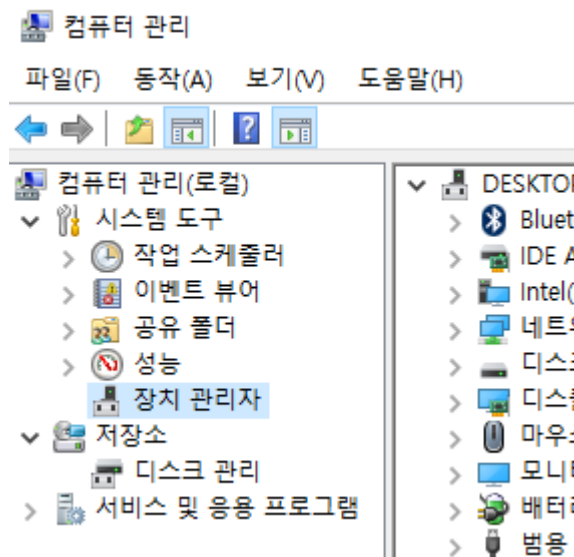 컴퓨터 관리
파일(F) 동작(A) 보기(V) 도움말(H)
컴퓨터 관리(로컬)
시스템 도구
작업 스케줄러
이벤트 뷰어
공유 폴더
성능
장치 관리자
저장소
디스크 관리
서비스 및 응용 프로그램
DESKTO
Bluet
IDE A
Intel(
네트
디스
디스
마우
모니
배터
범용